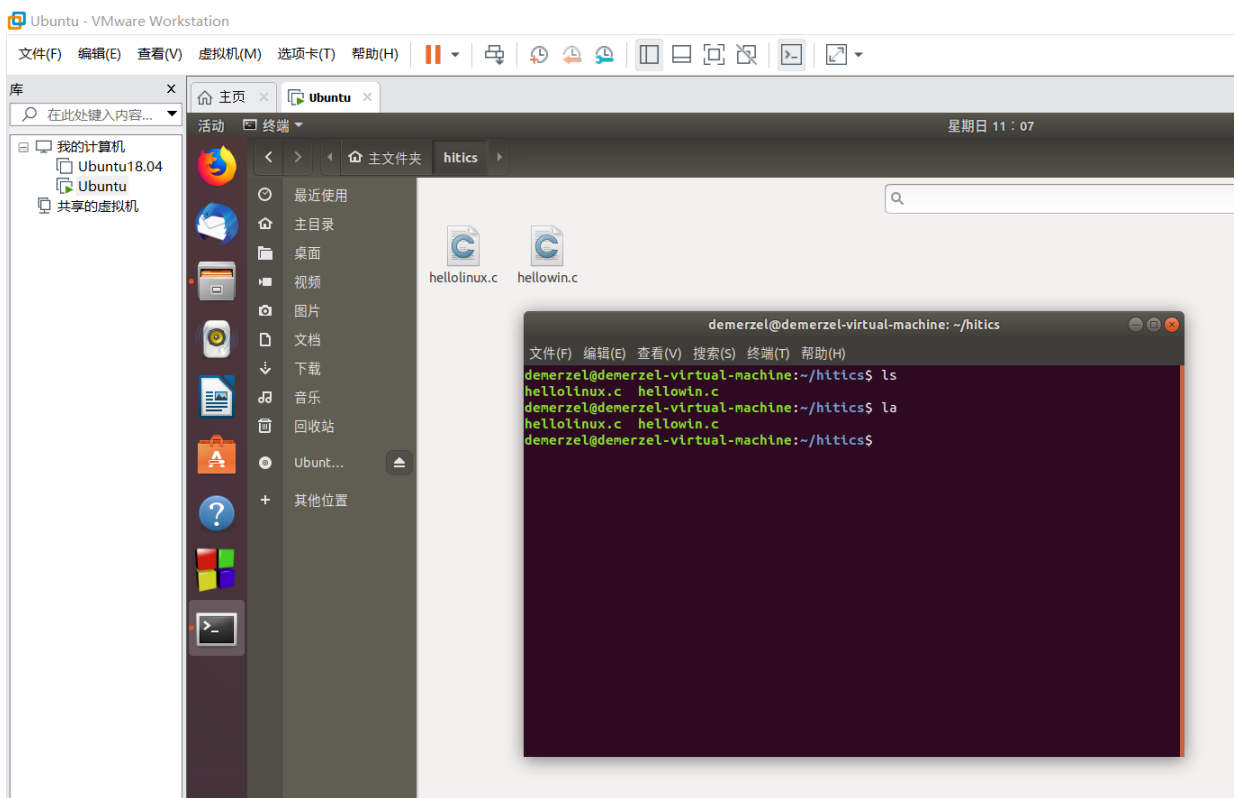 Ubuntu - VMware Workstation
文件(F) 编辑(E) 查看(V) 虚拟机(M) 选项卡(T) 帮助(H)
库
在此处键入内容...
我的计算机
Ubuntu18.04
Ubuntu
共享的虚拟机
主页 Ubuntu
活动 终端 星期日 11：07
主文件夹 hitics
最近使用
主目录
桌面
视频
图片
文档
下载
音乐
回收站
Ubunt...
其他位置
hellolinux.c hellowin.c
demerzel@demerzel-virtual-machine: ~/hitics
文件(F) 编辑(E) 查看(V) 搜索(S) 终端(T) 帮助(H)
demerzel@demerzel-virtual-machine:~/hitics$ ls
hellolinux.c hellowin.c
demerzel@demerzel-virtual-machine:~/hitics$ la
hellolinux.c hellowin.c
demerzel@demerzel-virtual-machine:~/hitics$